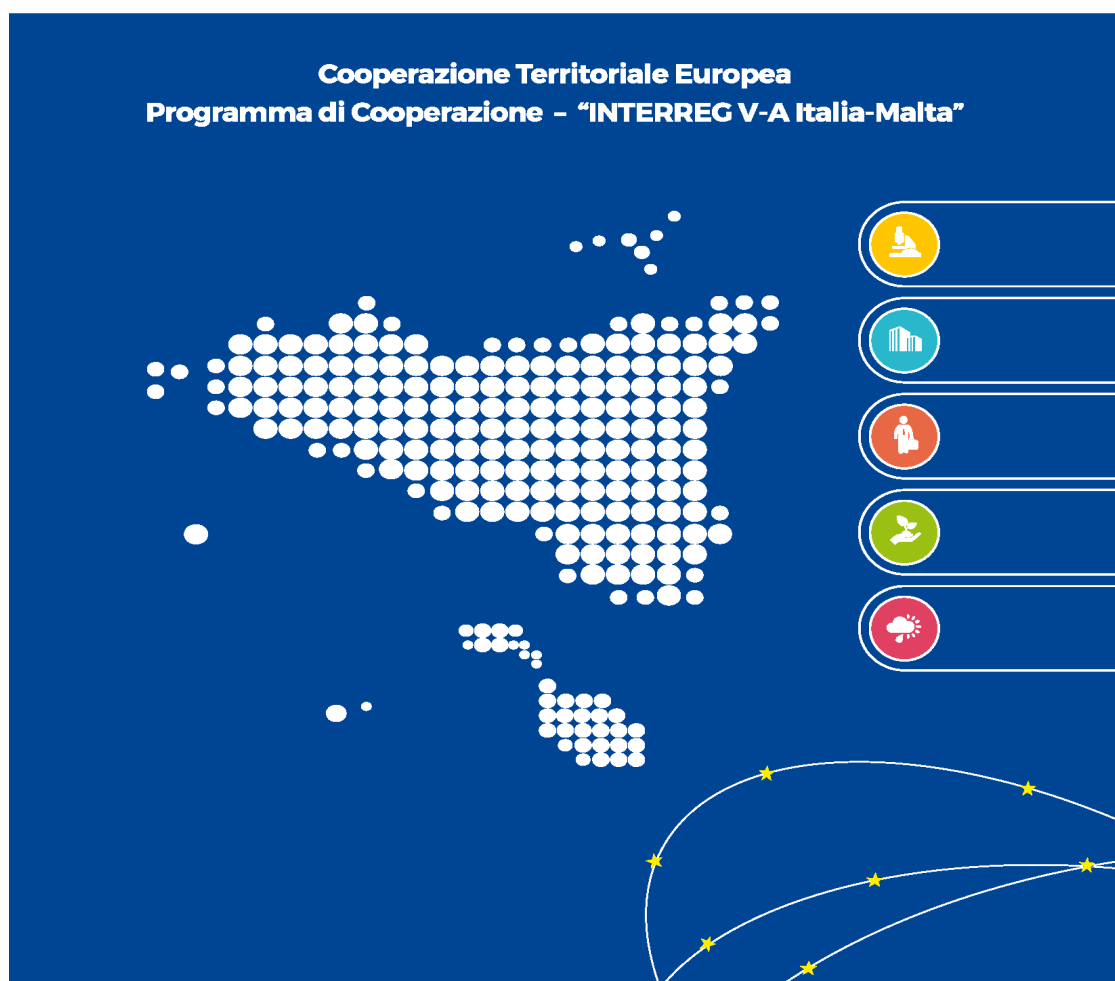 Cooperazione Territoriale Europea
Programma di Cooperazione – “INTERREG V-A Italia-Malta”